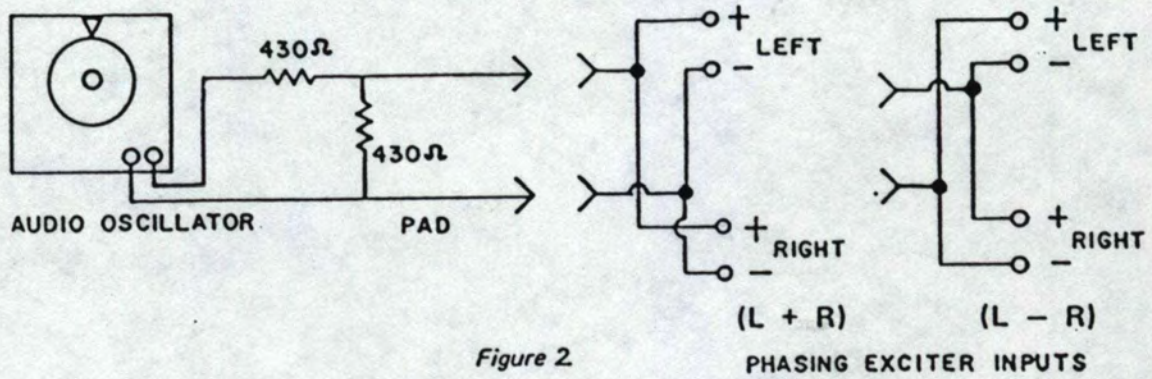 430Ω
430Ω
AUDIO OSCILLATOR
PAD
+
LEFT
−
+
RIGHT
−
(L + R)
+
LEFT
−
+
RIGHT
−
(L − R)
Figure 2
PHASING EXCITER INPUTS